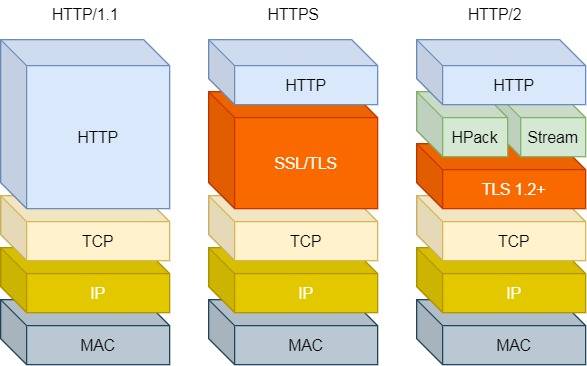 HTTP/1.1
HTTP
TCP
IP
MAC
HTTPS
HTTP
SSL/TLS
TCP
IP
MAC
HTTP/2
HTTP
HPack Stream
TLS 1.2+
TCP
IP
MAC